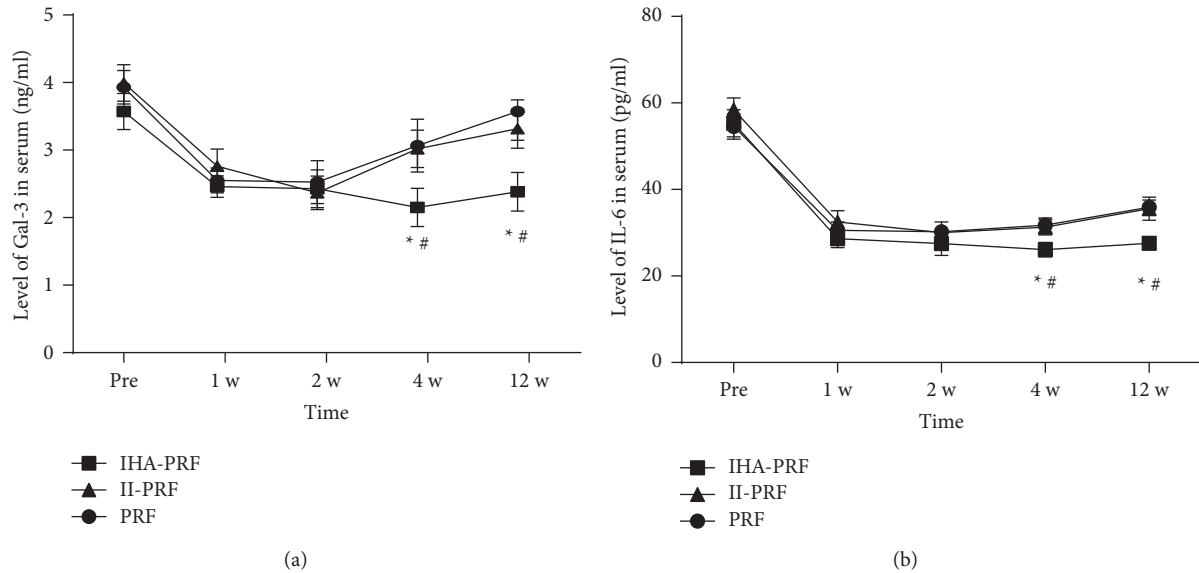 Level of Gal-3 in serum (ng/ml)
5
4
3
2
1
0
* #
* #
Pre
1 w
2 w
4 w
12 w
Time
IHA-PRF
II-PRF
PRF
(a)
Level of IL-6 in serum (pg/ml)
80
60
40
20
0
* #
* #
Pre
1 w
2 w
4 w
12 w
Time
IHA-PRF
II-PRF
PRF
(b)